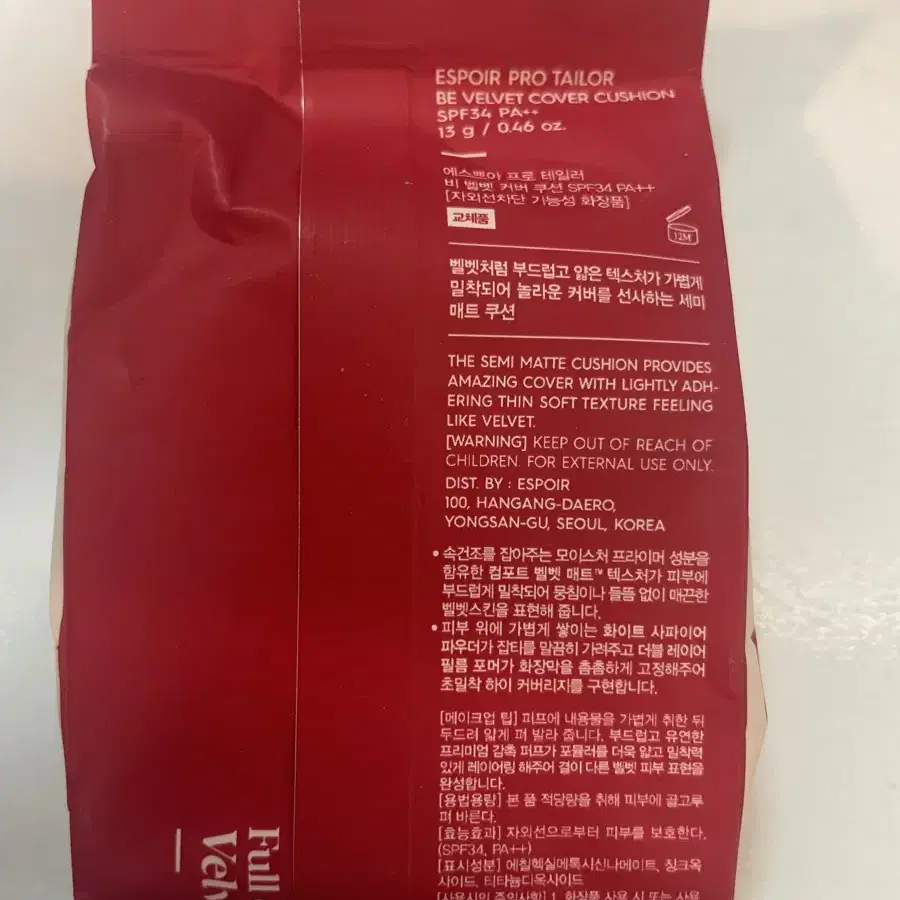 ESPOIR PRO TAILOR
BE VELVET COVER CUSHION
SPF34 PA++
13 g / 0.46 oz.
에스쁘아 프로 테일러
비 벨벳 커버 쿠션 SPF34 PA++
[자외선차단 기능성 화장품]
교체품
12M
벨벳처럼 부드럽고 얇은 텍스처가 가볍게
밀착되어 놀라운 커버를 선사하는 세미
매트 쿠션
THE SEMI MATTE CUSHION PROVIDES
AMAZING COVER WITH LIGHTLY ADH-
ERING THIN SOFT TEXTURE FEELING
LIKE VELVET.
[WARNING] KEEP OUT OF REACH OF
CHILDREN. FOR EXTERNAL USE ONLY.
DIST. BY : ESPOIR
100, HANGANG-DAERO,
YONGSAN-GU, SEOUL, KOREA
• 속건조를 잡아주는 모이스처 프라이머 성분을
함유한 컴포트 벨벳 매트™ 텍스처가 피부에
부드럽게 밀착되어 뭉침이나 들뜸 없이 매끈한
벨벳스킨을 표현해 줍니다.
• 피부 위에 가볍게 쌓이는 화이트 사파이어
파우더가 잡티를 말끔히 가려주고 더블 레이어
필름 포머가 화장막을 촘촘하게 고정해주어
초밀착 하이 커버리지를 구현합니다.
[메이크업 팁] 퍼프에 내용물을 가볍게 취한 뒤
두드려 얇게 펴 발라 줍니다. 부드럽고 유연한
프리미엄 감촉 퍼프가 포뮬러를 더욱 얇고 밀착력
있게 레이어링 해주어 결이 다른 벨벳 피부 표현을
완성합니다.
[용법용량] 본 품 적당량을 취해 피부에 골고루
펴 바른다.
[효능효과] 자외선으로부터 피부를 보호한다.
(SPF34, PA++)
[표시성분] 에칠헥실메톡시신나메이트, 징크옥
사이드, 티타늄디옥사이드
[사용시의 주의사항] 1. 화장품 사용 시 또는 사용
Full
Vel